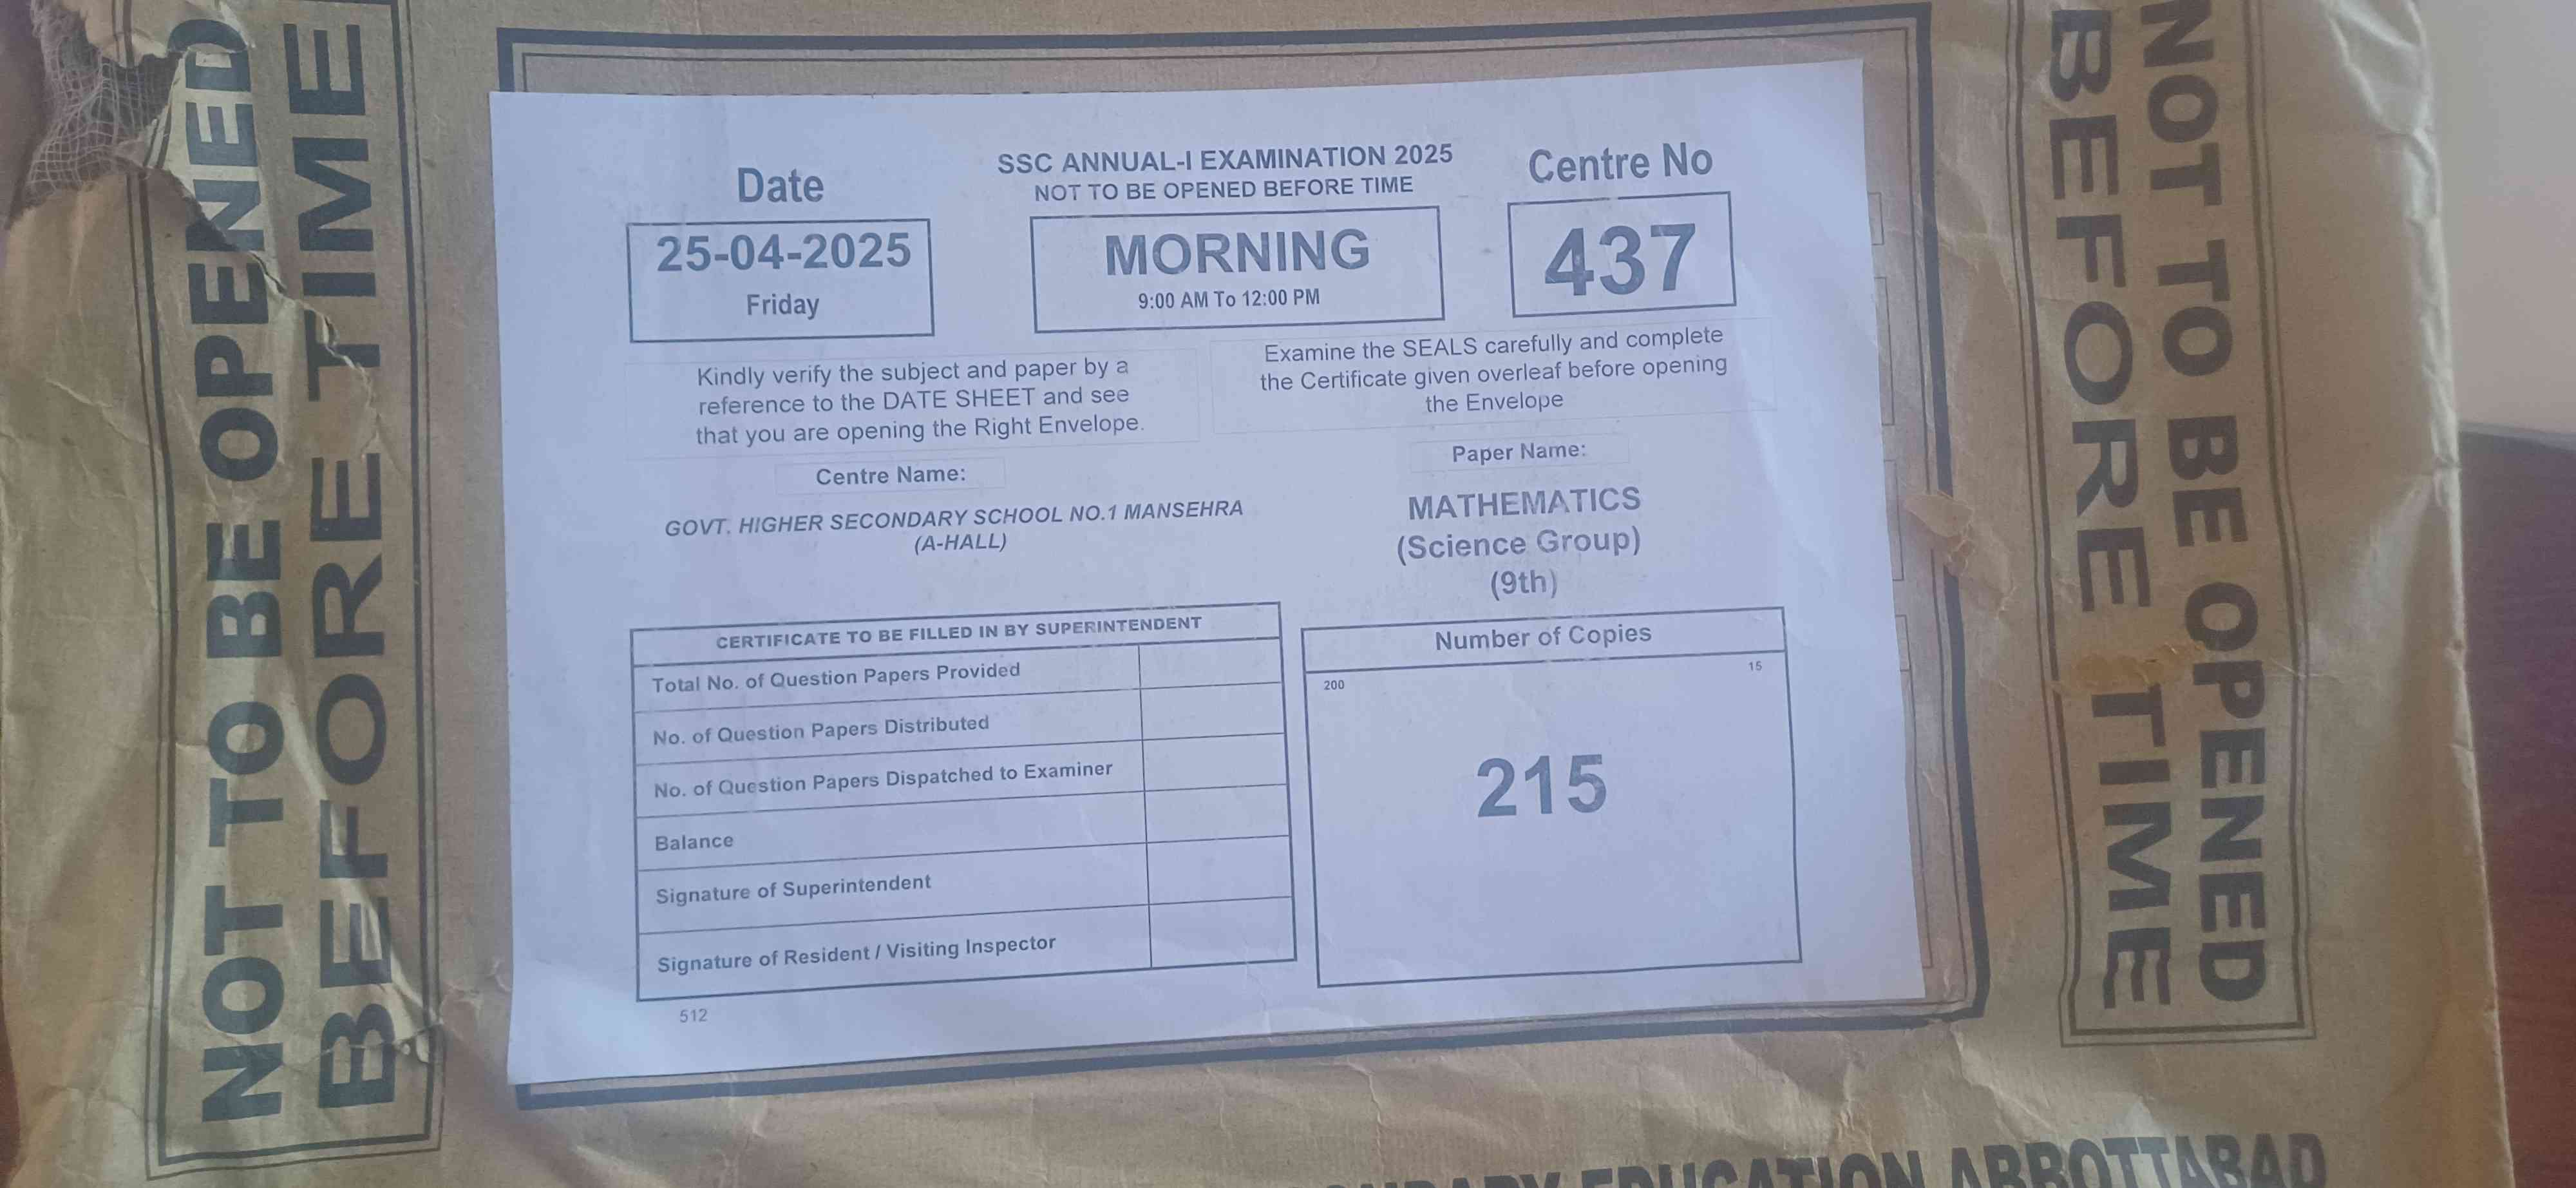 NOT TO BE OPENED
BEFORE TIME
SSC ANNUAL-I EXAMINATION 2025
NOT TO BE OPENED BEFORE TIME
Date
25-04-2025
Friday
MORNING
9:00 AM To 12:00 PM
Centre No
437
Kindly verify the subject and paper by a
reference to the DATE SHEET and see
that you are opening the Right Envelope.
Examine the SEALS carefully and complete
the Certificate given overleaf before opening
the Envelope
Centre Name:
GOVT. HIGHER SECONDARY SCHOOL NO.1 MANSEHRA
(A-HALL)
Paper Name:
MATHEMATICS
(Science Group)
(9th)
CERTIFICATE TO BE FILLED IN BY SUPERINTENDENT
Total No. of Question Papers Provided
No. of Question Papers Distributed
No. of Question Papers Dispatched to Examiner
Balance
Signature of Superintendent
Signature of Resident / Visiting Inspector
512
Number of Copies
200 15
215
NOT TO BE OPENED
BEFORE TIME
EDUCATION ABBOTTABAD